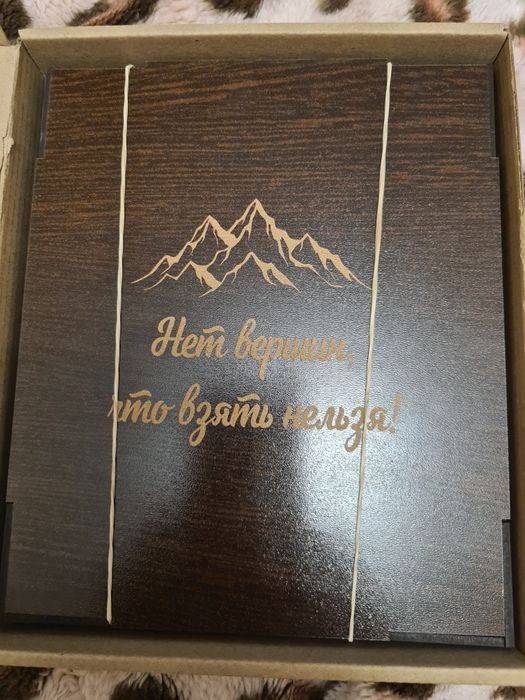 Нет вершин,
что взять нельзя!